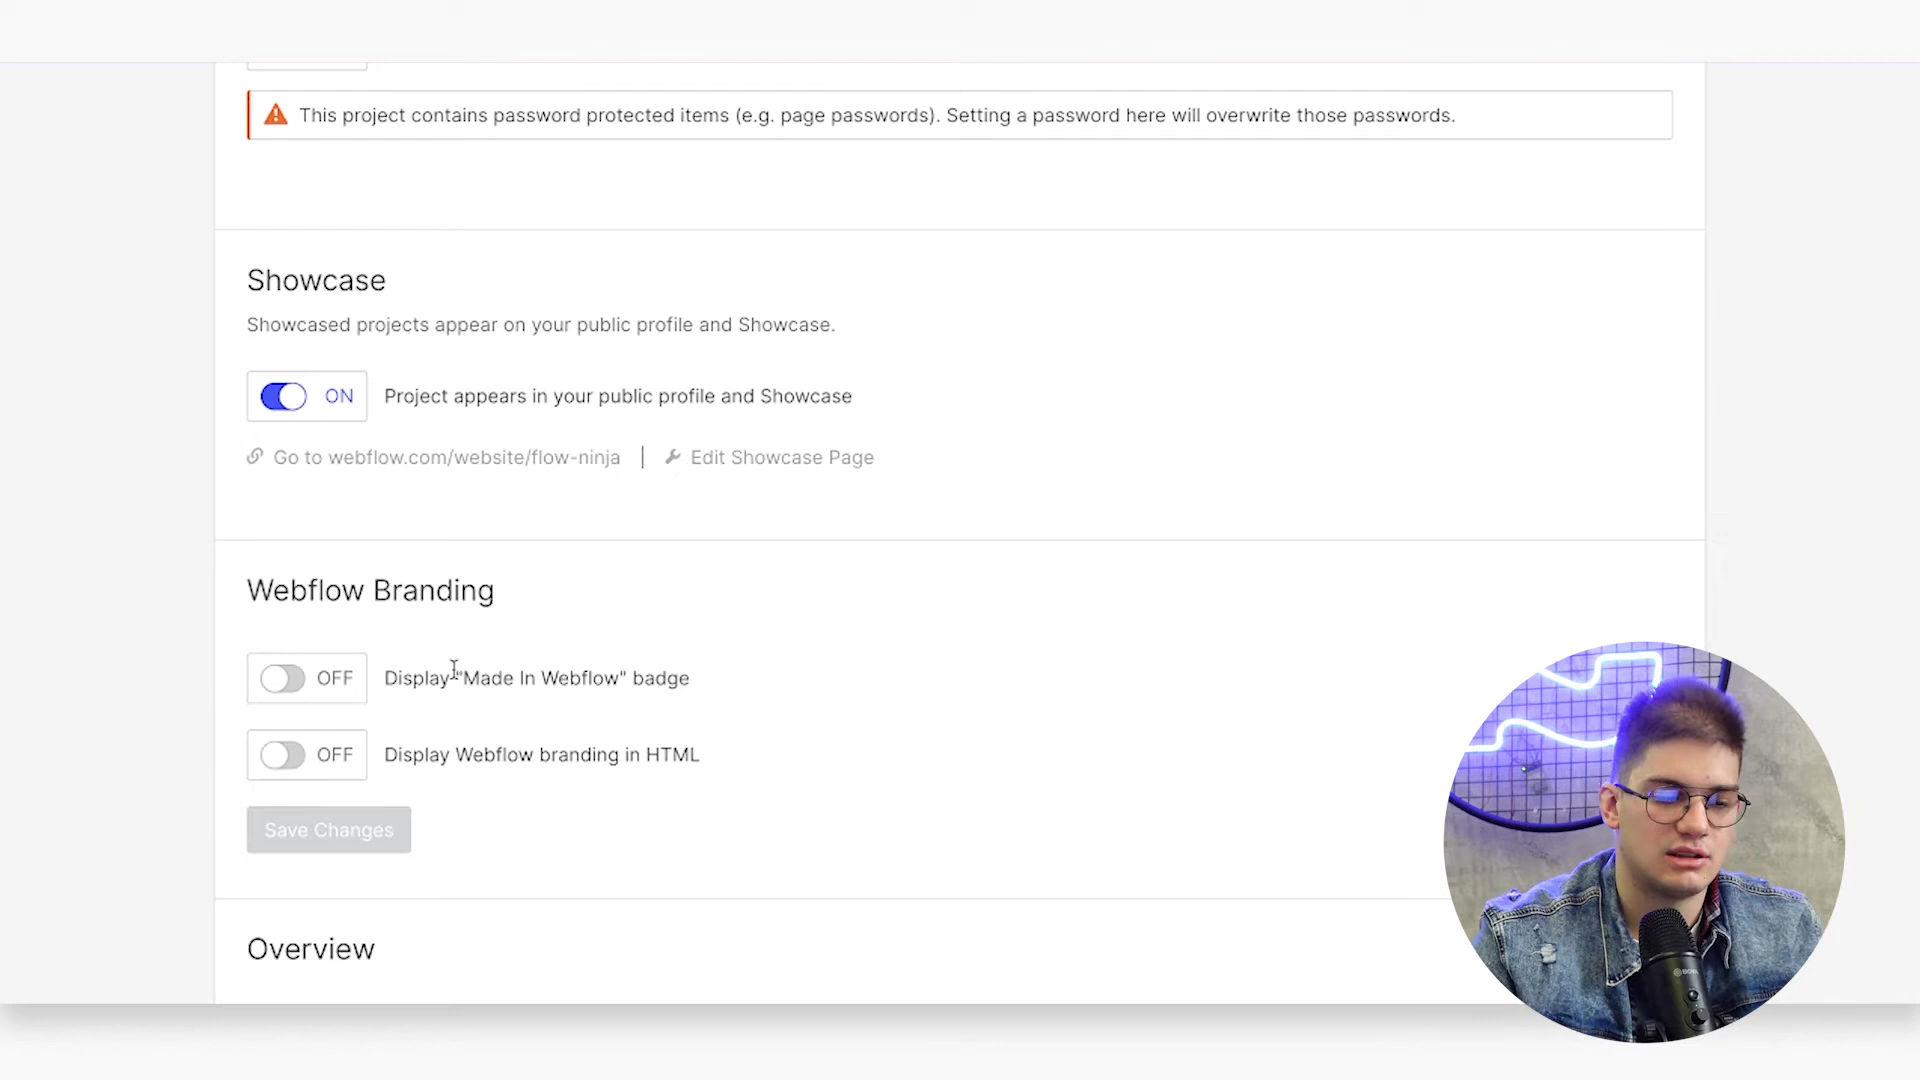 This project contains password protected items (e.g. page passwords). Setting a password here will overwrite those passwords.
Showcase
Showcased projects appear on your public profile and Showcase.
ON Project appears in your public profile and Showcase
Go to webflow.com/website/flow-ninja | Edit Showcase Page
Webflow Branding
OFF Display "Made In Webflow" badge
OFF Display Webflow branding in HTML
Save Changes
Overview
BOYA